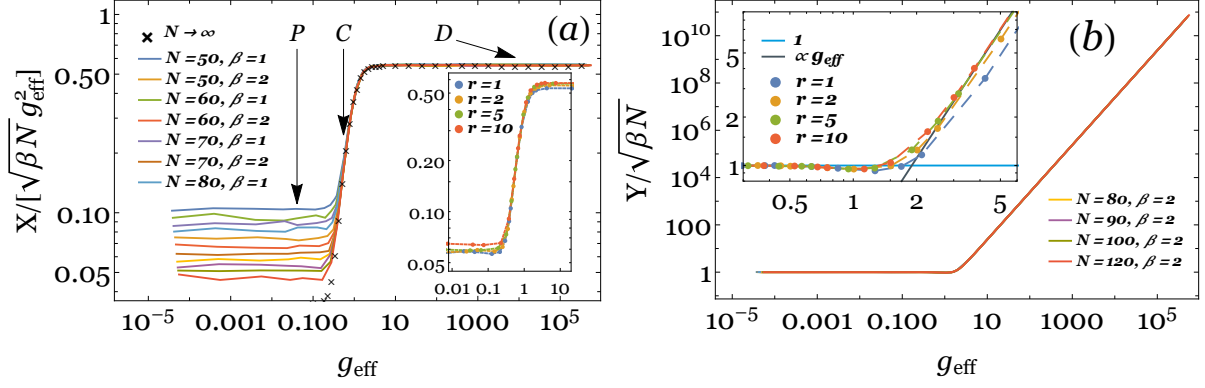 (a)
X/[√βN g²eff]
1
0.50
0.10
0.05
N→∞
N=50, β=1
N=50, β=2
N=60, β=1
N=60, β=2
N=70, β=1
N=70, β=2
N=80, β=1
P C D
r=1
r=2
r=5
r=10
0.50
0.20
0.10
0.05
0.01 0.1 1 10
10⁻⁵ 0.001 0.100 10 1000 10⁵
geff
(b)
Y/√βN
10¹⁰
10⁷
10⁴
100
1
1
∝geff
r=1
r=2
r=5
r=10
5
2
1
0.5 1 2 5
N=80, β=2
N=90, β=2
N=100, β=2
N=120, β=2
10⁻⁵ 0.001 0.100 10 1000 10⁵
geff